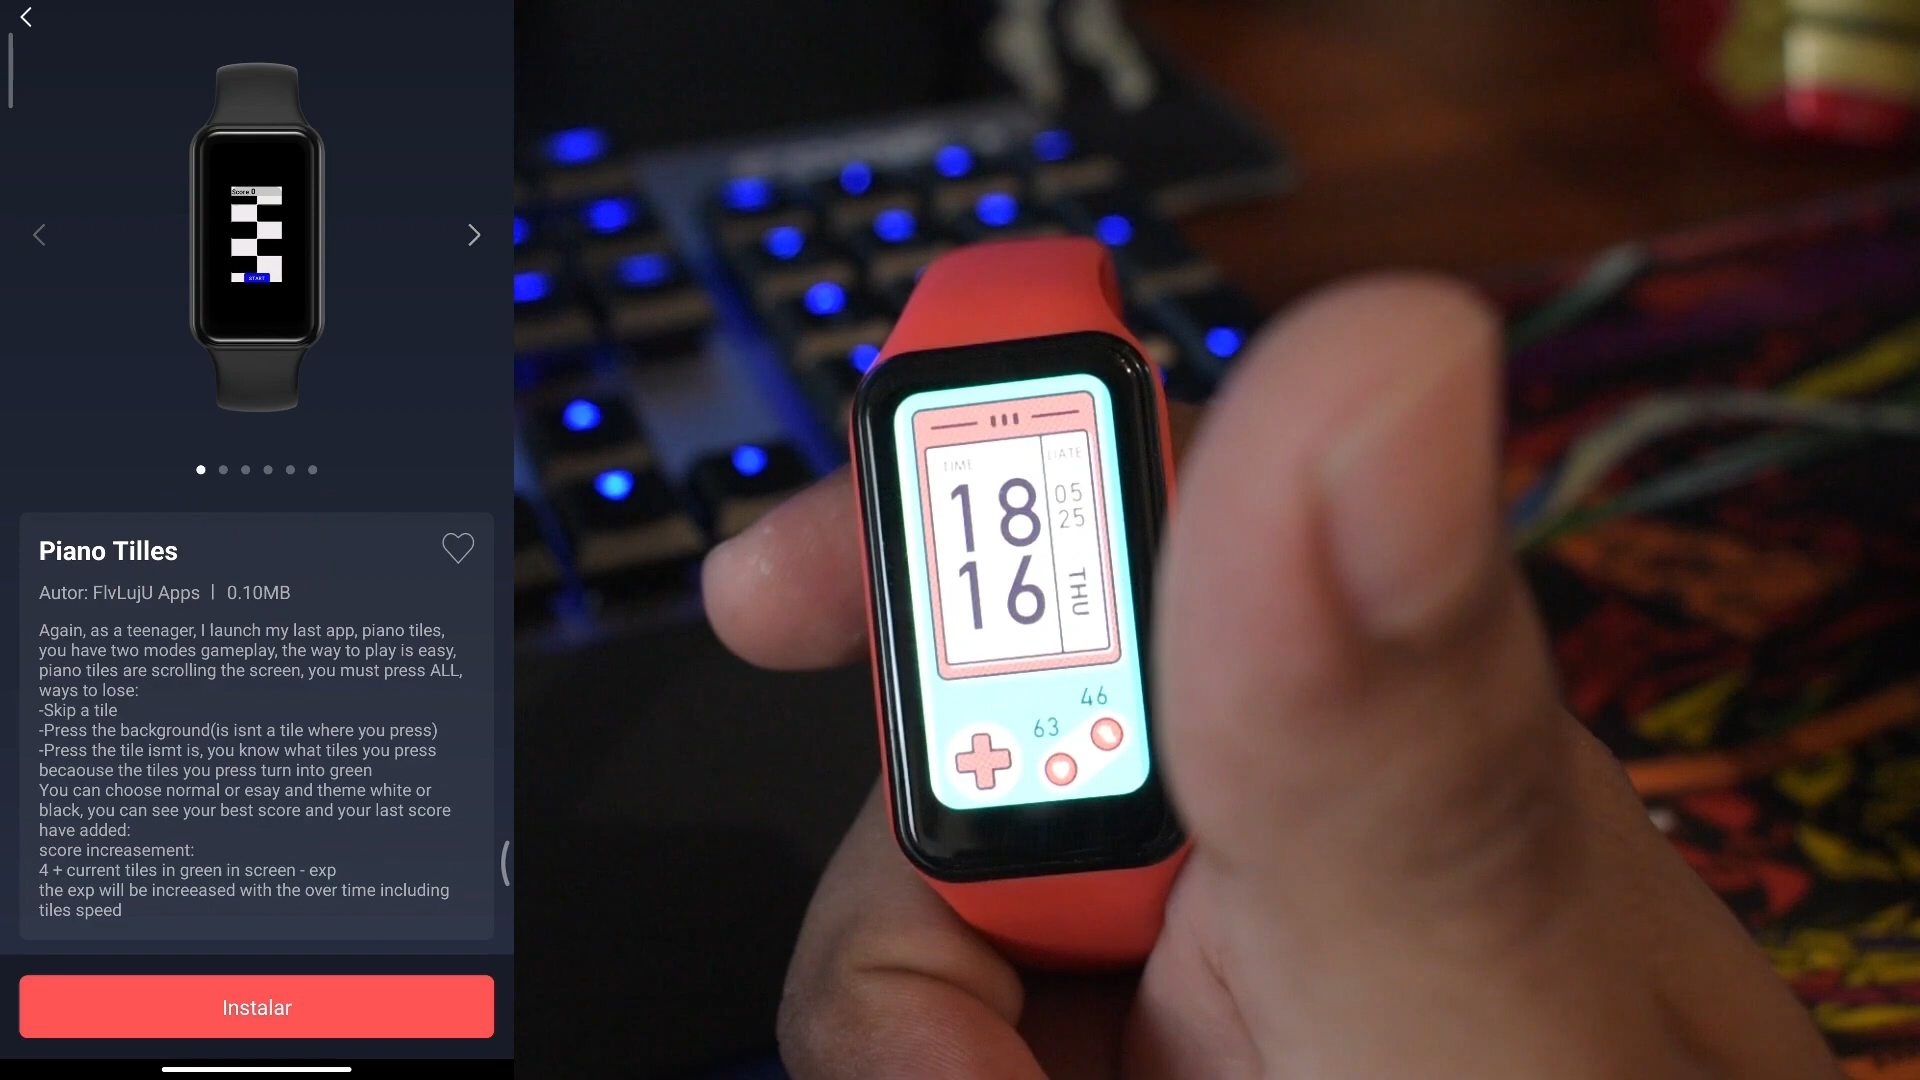 Score 0
START
Piano Tilles
Autor: FlvLujU Apps | 0.10MB
Again, as a teenager, I launch my last app, piano tiles,
you have two modes gameplay, the way to play is easy,
piano tiles are scrolling the screen, you must press ALL,
ways to lose:
-Skip a tile
-Press the background(is isnt a tile where you press)
-Press the tile ismt is, you know what tiles you press
becaouse the tiles you press turn into green
You can choose normal or esay and theme white or
black, you can see your best score and your last score
have added:
score increasement:
4 + current tiles in green in screen - exp
the exp will be increeased with the over time including
tiles speed
Instalar
TIME
DATE
18
16
05
25
THU
46
63